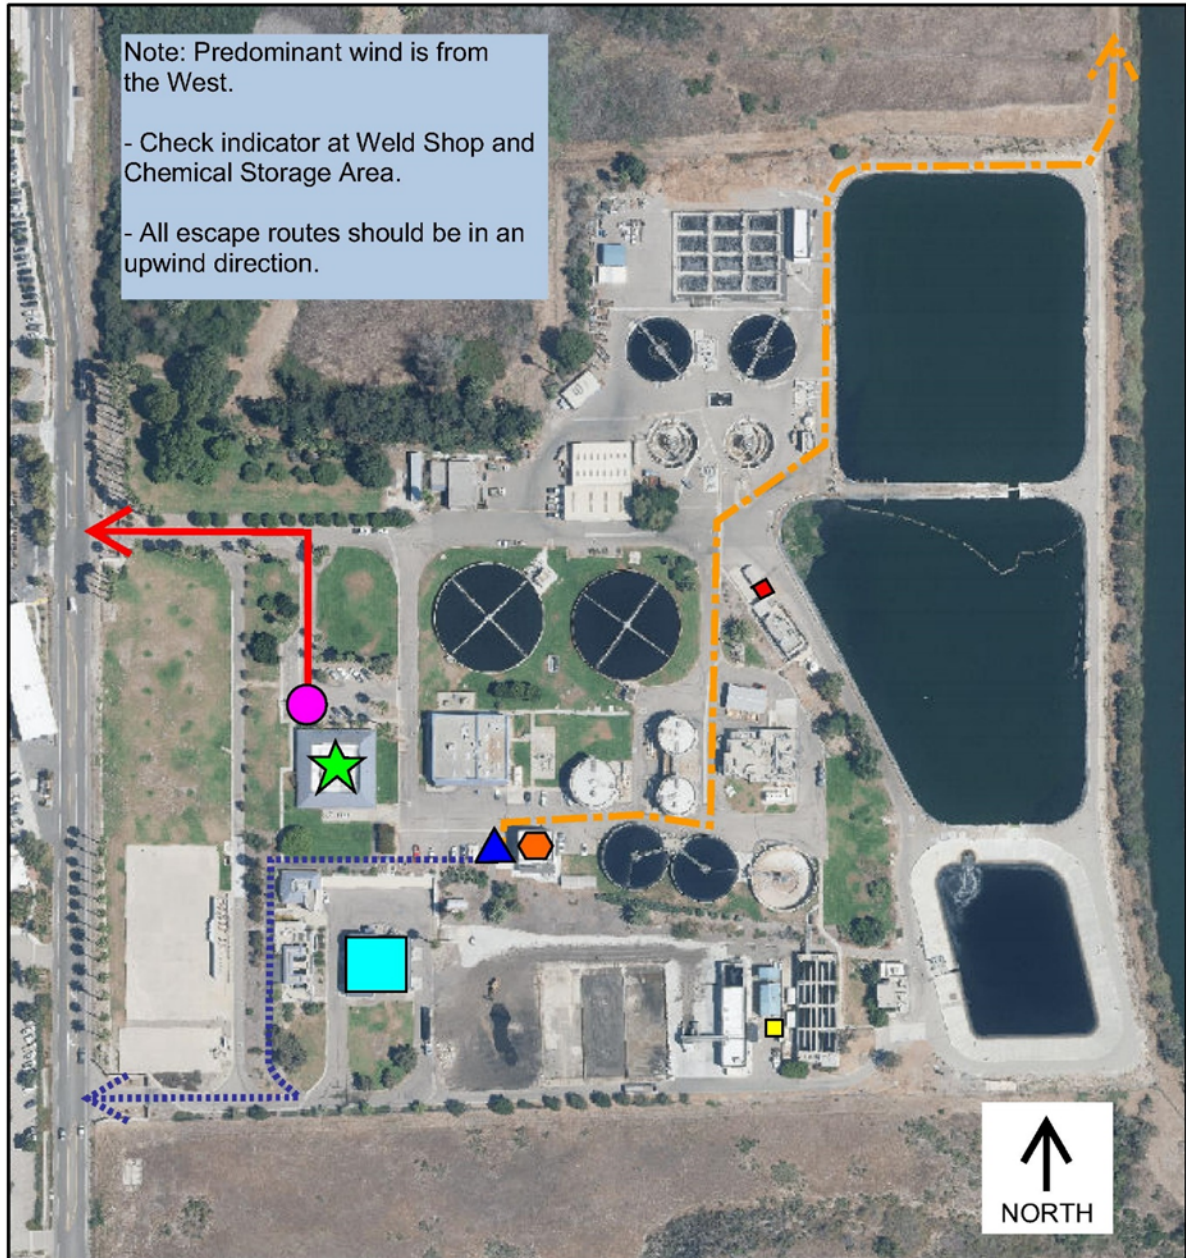 Note: Predominant wind is from
the West.
- Check indicator at Weld Shop and
Chemical Storage Area.
- All escape routes should be in an
upwind direction.
NORTH